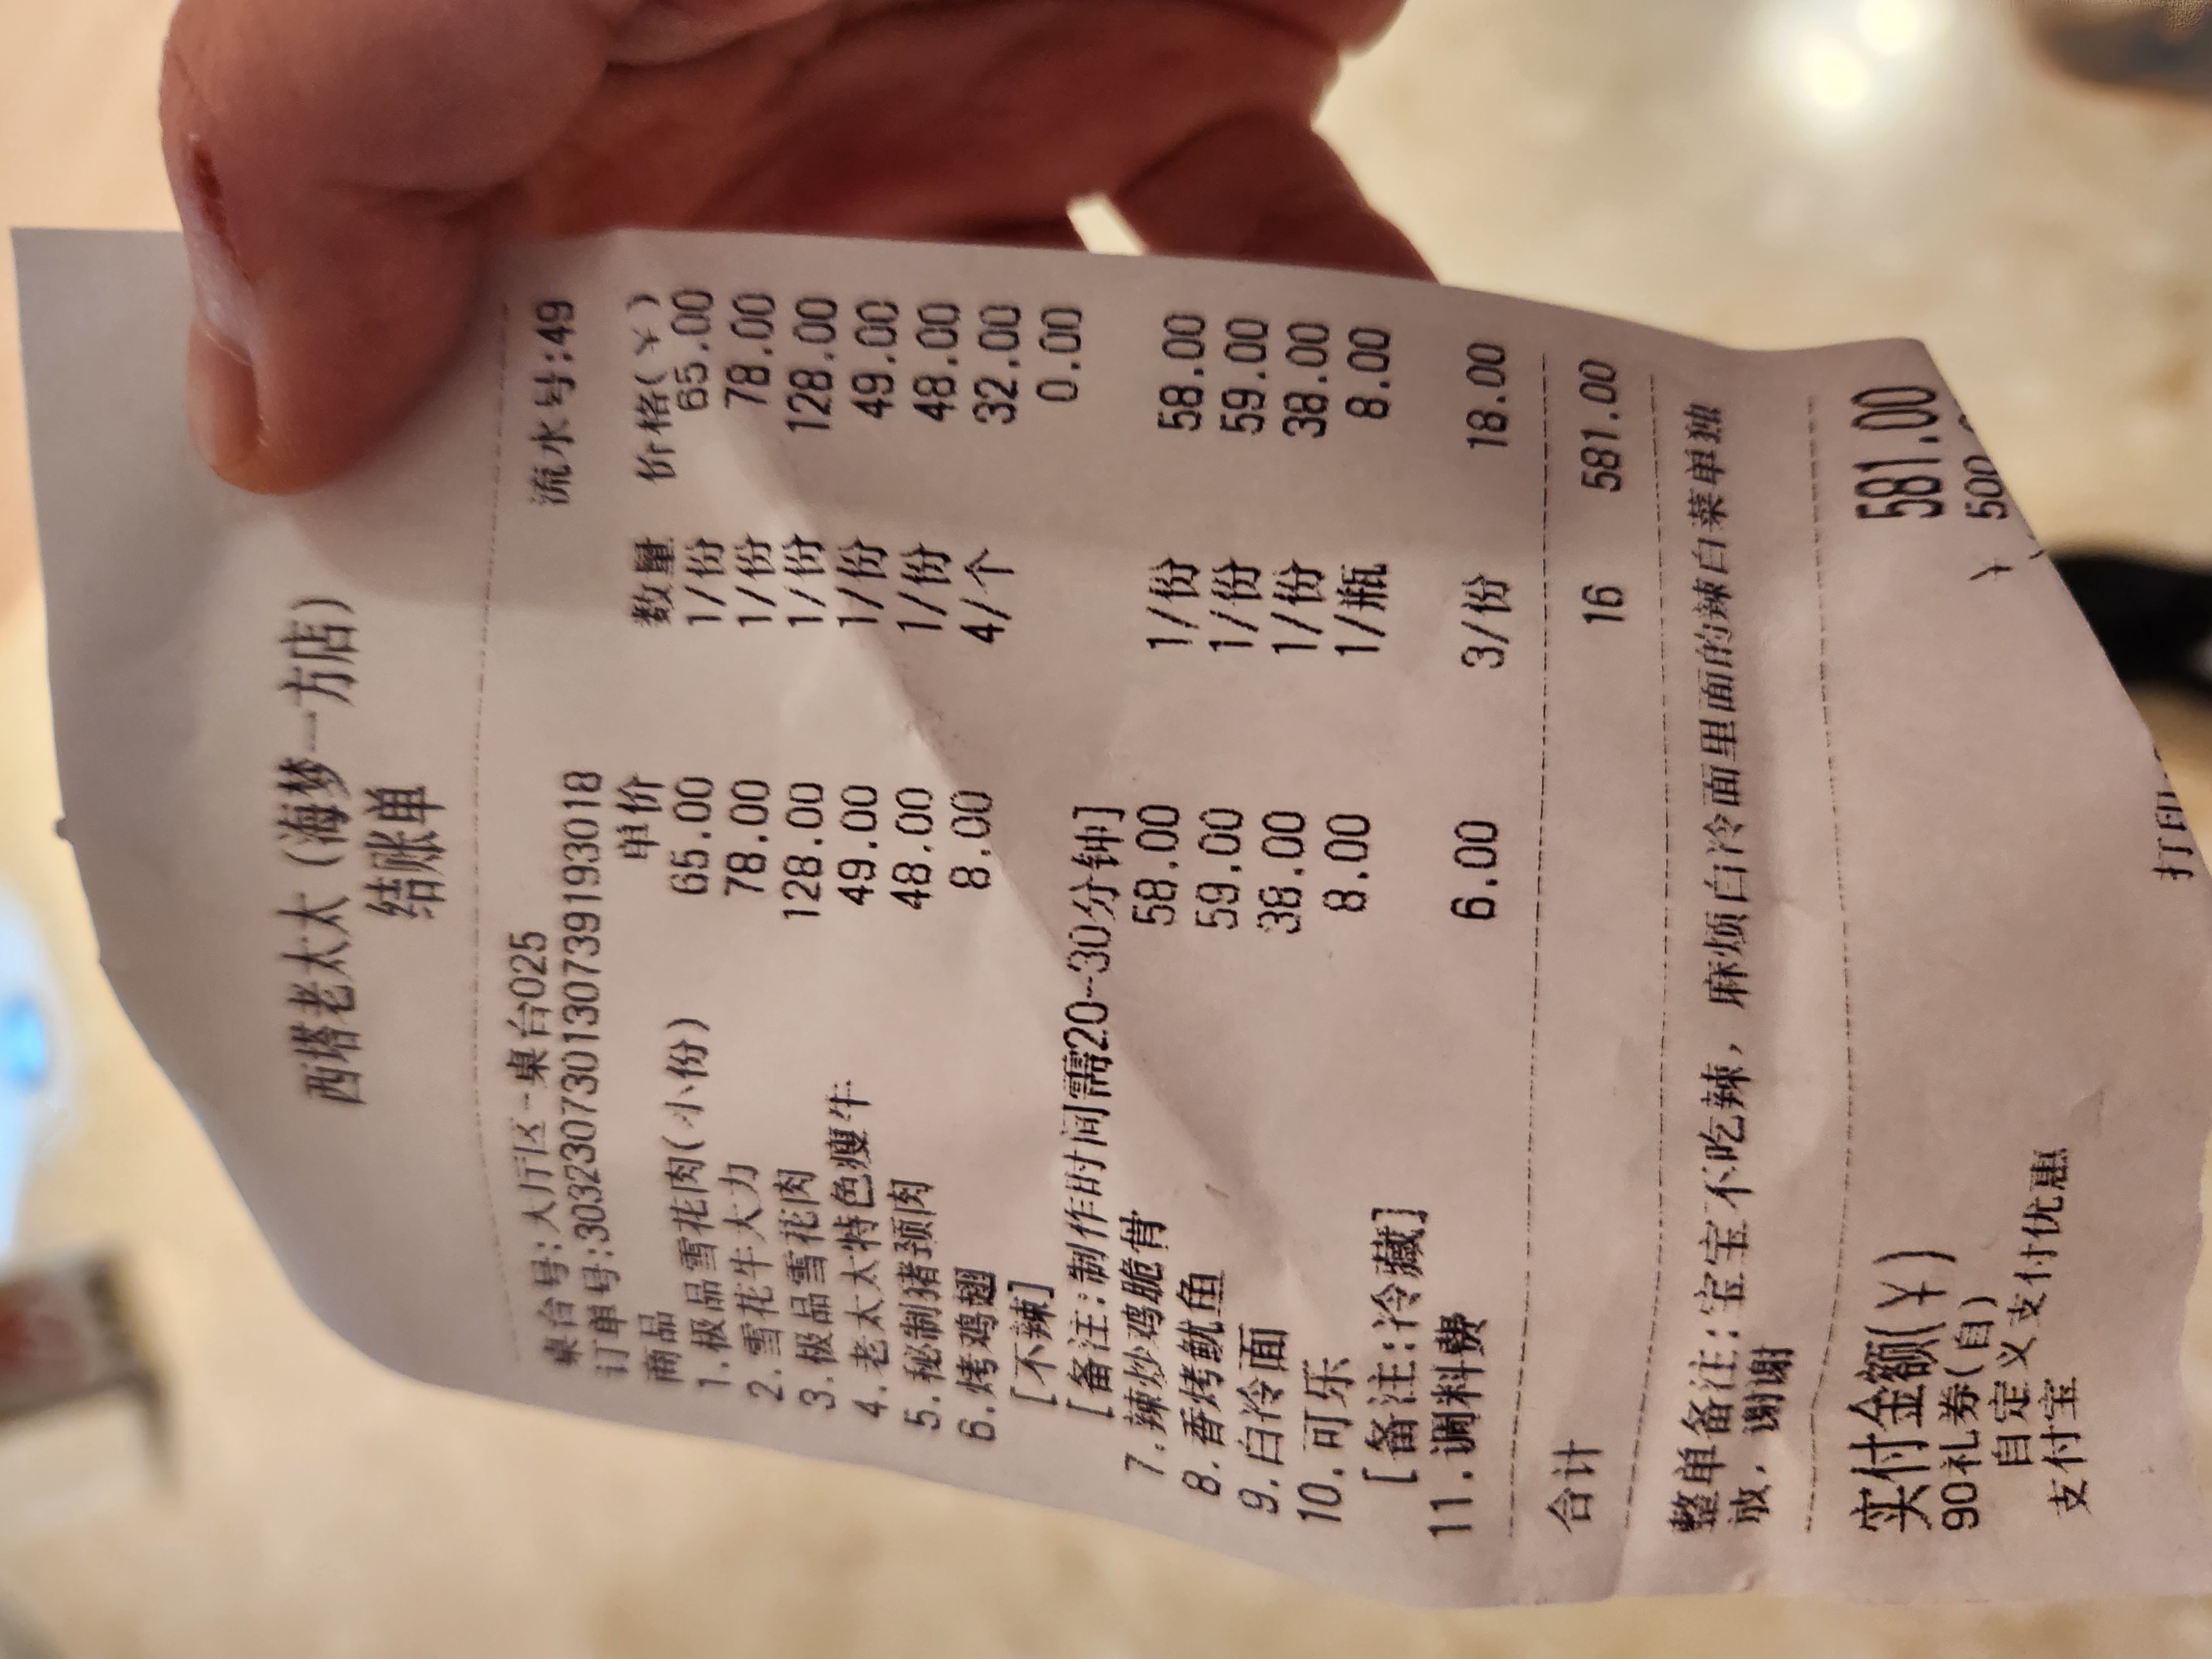 西塔老太太(海梦一方店)
结账单
桌台号:大厅区-桌台025 流水号:49
订单号:303230730130739193018
商品 单价 数量 价格(¥)
1.极品雪花肉(小份) 65.00 1/份 65.00
2.雪花牛大力 78.00 1/份 78.00
3.极品雪花肉 128.00 1/份 128.00
4.老太太特色瘦牛 49.00 1/份 49.00
5.秘制猪颈肉 48.00 1/份 48.00
6.烤鸡翅 8.00 4/个 32.00
[不辣] 0.00
[备注:制作时间需20--30分钟]
7.辣炒鸡脆骨 58.00 1/份 58.00
8.香烤鱿鱼 59.00 1/份 59.00
9.白冷面 38.00 1/份 38.00
10.可乐 8.00 1/瓶 8.00
[备注:冷藏]
11.调料费 6.00 3/份 18.00
合计 16 581.00
整单备注:宝宝不吃辣，麻烦白冷面里面的辣白菜单独
放，谢谢
实付金额(¥) 581.00
90礼券(自) ¥ 500
自定义支付优惠
支付宝
打印